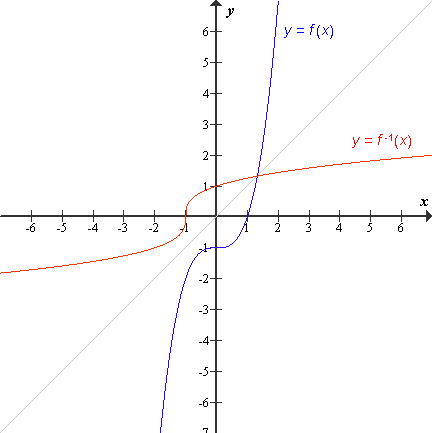 y
6
y = f(x)
5
4
3
y = f⁻¹(x)
2
1
x
-6 -5 -4 -3 -2 -1 1 2 3 4 5 6
-1
-2
-3
-4
-5
-6
7